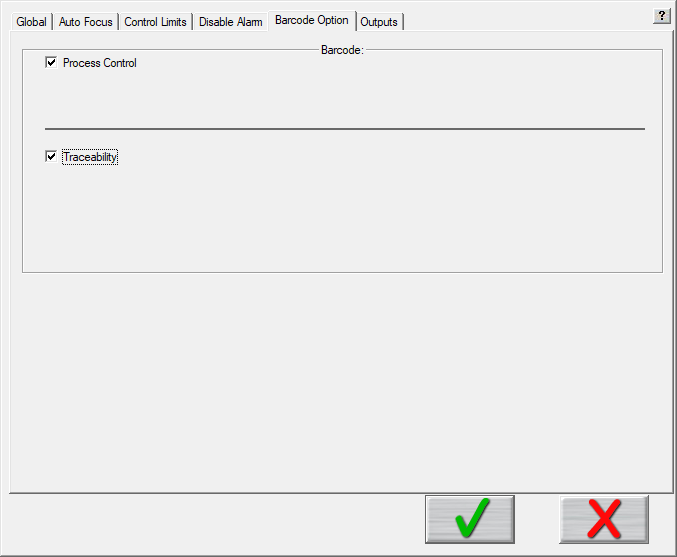 Global Auto Focus Control Limits Disable Alarm Barcode Option Outputs ?
Barcode:
Process Control
Traceability